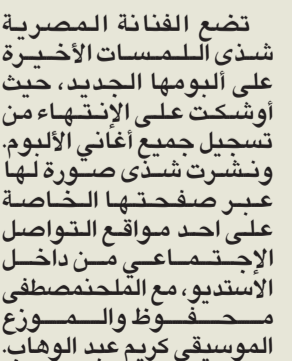 تضع الفنانة المصرية
شذى اللمسات الأخيرة
على ألبومها الجديد، حيث
أوشكت على الإنتهاء من
تسجيل جميع أغاني الألبوم.
ونشرت شذى صورة لها
عبر صفحتها الخاصة
على احد مواقع التواصل
الإجتماعي من داخل
الأستديو، مع الملحنمصطفى
محفوظ والموزع
الموسيقي كريم عبد الوهاب.